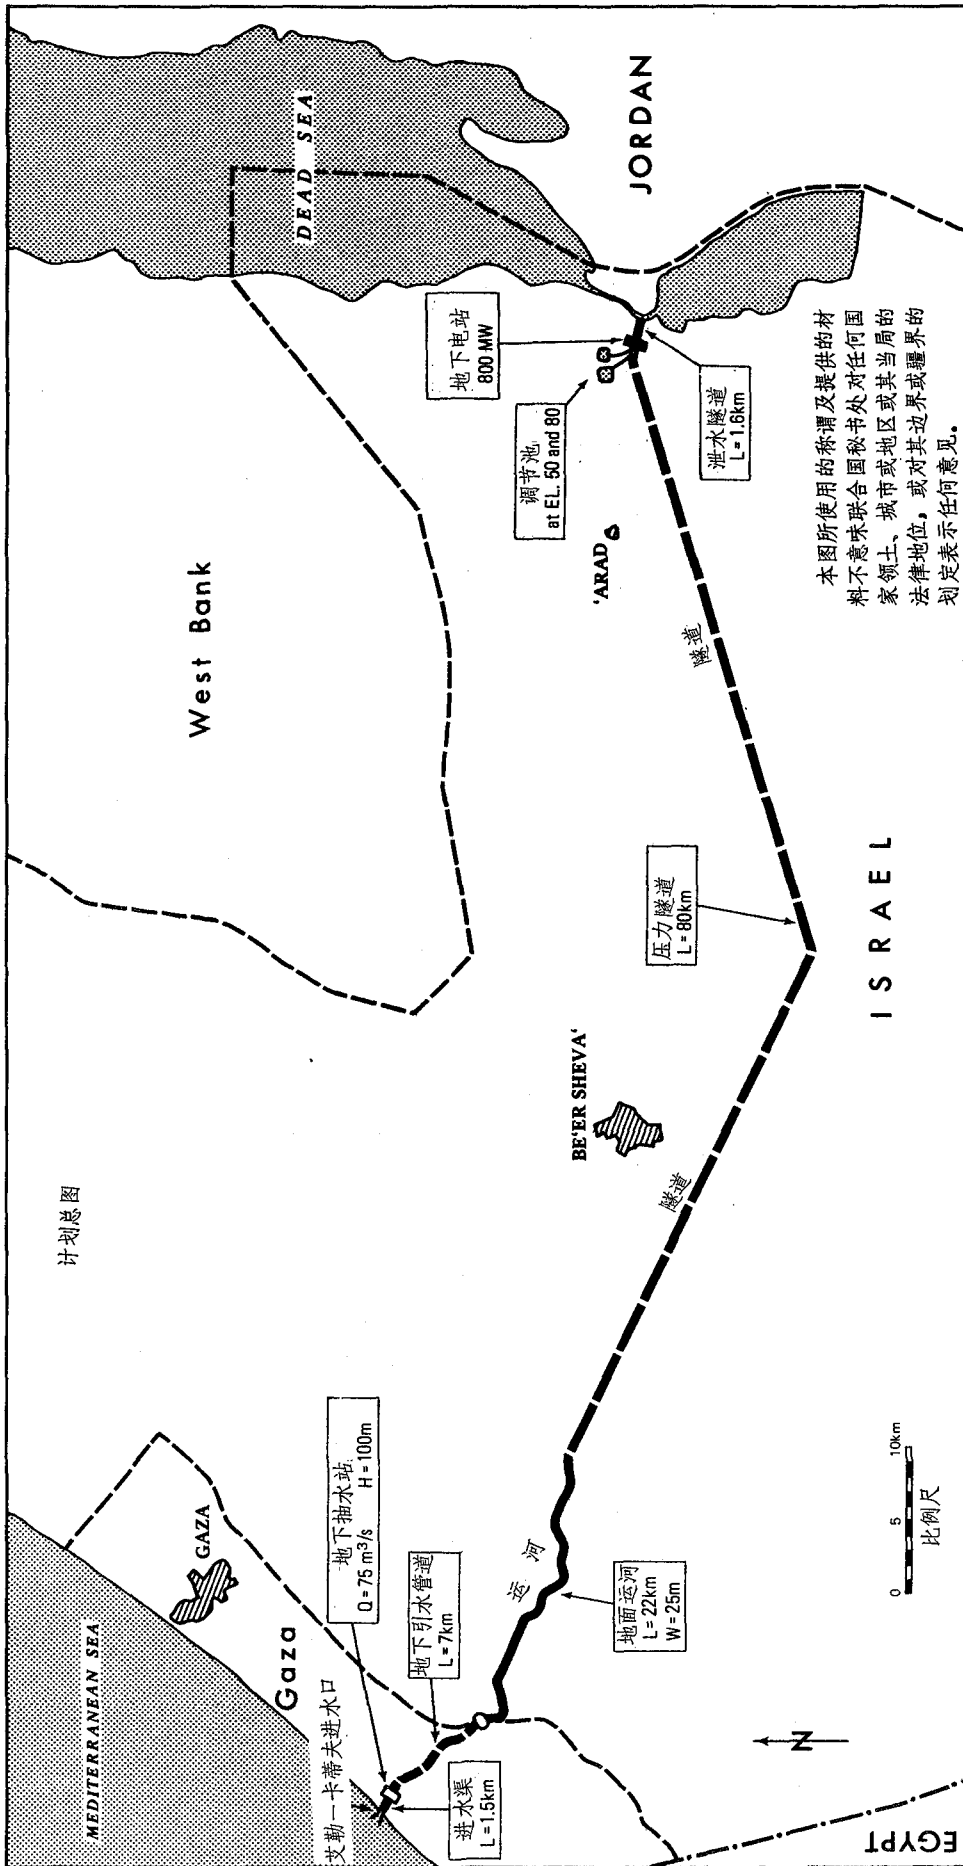 计划总图
MEDITERRANEAN SEA
GAZA
Gaza
艾勒一卡蒂夫进水口
地下抽水站
Q = 75 m³/s H = 100m
地下引水管道
L = 7km
进水渠
L = 1.5km
运河
地面运河
L = 22km
W = 25m
EGYPT
N
0 5 10km
比例尺
West Bank
BE'ER SHEVA'
隧道
压力隧道
L = 80km
ISRAEL
隧道
'ARAD
调节池
at EL. 50 and 80
地下电站
800 MW
泄水隧道
L = 1.6km
DEAD SEA
JORDAN
本图所使用的称谓及提供的材
料不意味联合国秘书处对任何国
家领土、城市或地区或其当局的
法律地位，或对其边界或疆界的
划定表示任何意见。